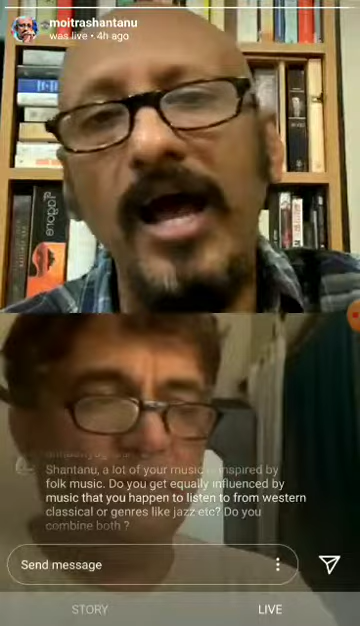 moitrashantanu
was live • 4h ago
Shantanu, a lot of your music is inspired by
folk music. Do you get equally influenced by
music that you happen to listen to from western
classical or genres like jazz etc? Do you
combine both ?
Send message
STORY
LIVE